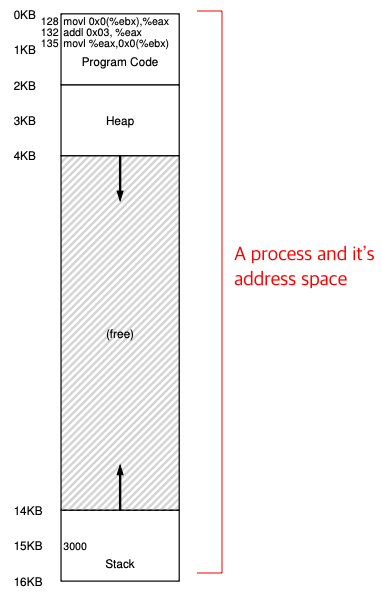 0KB
128 movl 0x0(%ebx),%eax
132 addl 0x03, %eax
135 movl %eax,0x0(%ebx)
1KB
Program Code
2KB
3KB
Heap
4KB
A process and it's
address space
(free)
14KB
15KB
3000
Stack
16KB